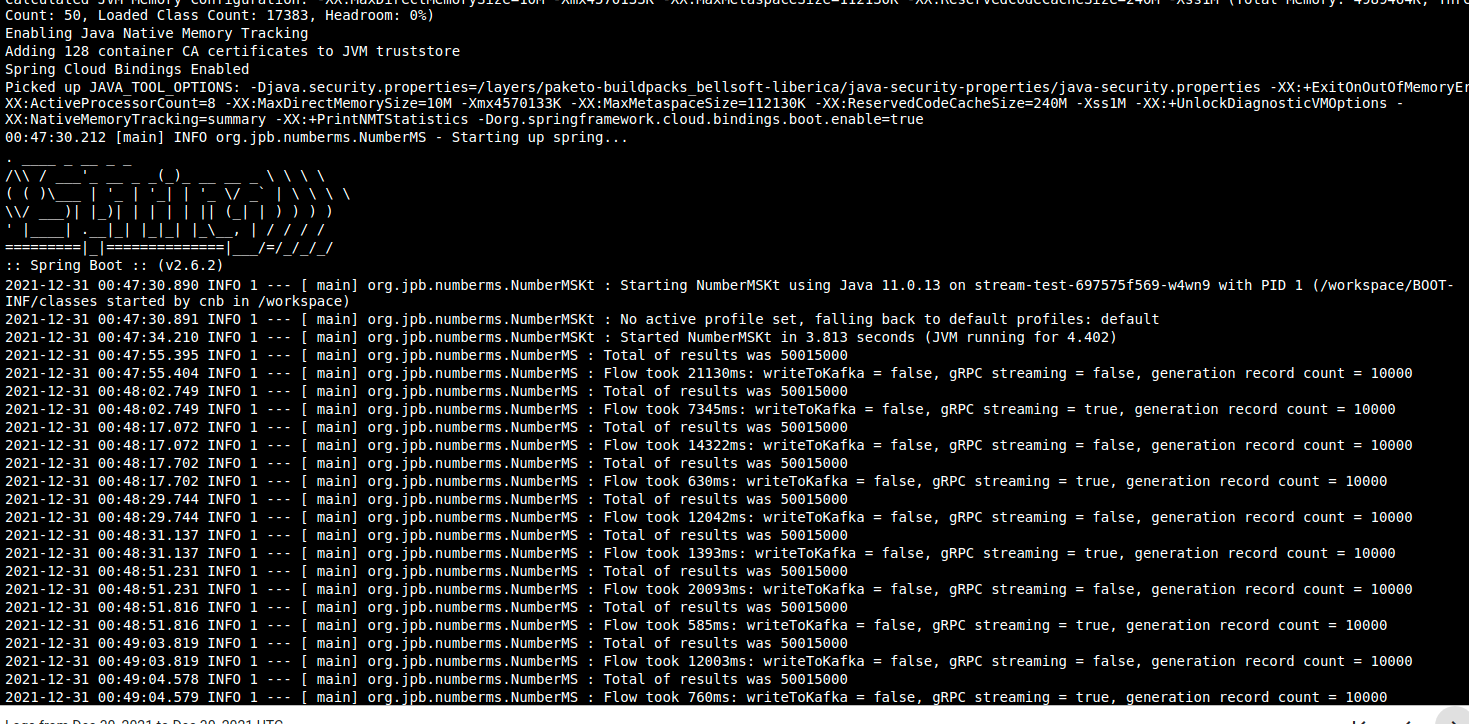 Calculated JVM Memory Configuration: -XX:MaxDirectMemorySize=10M -Xmx4570133K -XX:MaxMetaspaceSize=112130K -XX:ReservedCodeCacheSize=240M -Xss1M (Total Memory:
Count: 50, Loaded Class Count: 17383, Headroom: 0%)
Enabling Java Native Memory Tracking
Adding 128 container CA certificates to JVM truststore
Spring Cloud Bindings Enabled
Picked up JAVA_TOOL_OPTIONS: -Djava.security.properties=/layers/paketo-buildpacks_bellsoft-liberica/java-security-properties/java.security.properties -XX:+ExitOnOutOfMemoryEr
XX:ActiveProcessorCount=8 -XX:MaxDirectMemorySize=10M -Xmx4570133K -XX:MaxMetaspaceSize=112130K -XX:ReservedCodeCacheSize=240M -Xss1M -XX:+UnlockDiagnosticVMOptions -
XX:NativeMemoryTracking=summary -XX:+PrintNMTStatistics -Dorg.springframework.cloud.bindings.boot.enable=true
00:47:30.212 [main] INFO org.jpb.numberms.NumberMS - Starting up spring...
. ____ _ __ _ _
/\\ / ___'_ __ _ _(_)_ __ __ _ \ \ \ \
( ( )\___ | '_ | '_| | '_ \/ _` | \ \ \ \
\\/ ___)| |_)| | | | | || (_| | ) ) ) )
' |____| .__|_| |_|_| |_\__, | / / / /
=========|_|==============|___/=/_/_/_/
:: Spring Boot :: (v2.6.2)
2021-12-31 00:47:30.890 INFO 1 --- [ main] org.jpb.numberms.NumberMSKt : Starting NumberMSKt using Java 11.0.13 on stream-test-697575f569-w4wn9 with PID 1 (/workspace/BOOT-
INF/classes started by cnb in /workspace)
2021-12-31 00:47:30.891 INFO 1 --- [ main] org.jpb.numberms.NumberMSKt : No active profile set, falling back to default profiles: default
2021-12-31 00:47:34.210 INFO 1 --- [ main] org.jpb.numberms.NumberMSKt : Started NumberMSKt in 3.813 seconds (JVM running for 4.402)
2021-12-31 00:47:55.395 INFO 1 --- [ main] org.jpb.numberms.NumberMS : Total of results was 50015000
2021-12-31 00:47:55.404 INFO 1 --- [ main] org.jpb.numberms.NumberMS : Flow took 21130ms: writeToKafka = false, gRPC streaming = false, generation record count = 10000
2021-12-31 00:48:02.749 INFO 1 --- [ main] org.jpb.numberms.NumberMS : Total of results was 50015000
2021-12-31 00:48:02.749 INFO 1 --- [ main] org.jpb.numberms.NumberMS : Flow took 7345ms: writeToKafka = false, gRPC streaming = true, generation record count = 10000
2021-12-31 00:48:17.072 INFO 1 --- [ main] org.jpb.numberms.NumberMS : Total of results was 50015000
2021-12-31 00:48:17.072 INFO 1 --- [ main] org.jpb.numberms.NumberMS : Flow took 14322ms: writeToKafka = false, gRPC streaming = false, generation record count = 10000
2021-12-31 00:48:17.702 INFO 1 --- [ main] org.jpb.numberms.NumberMS : Total of results was 50015000
2021-12-31 00:48:17.702 INFO 1 --- [ main] org.jpb.numberms.NumberMS : Flow took 630ms: writeToKafka = false, gRPC streaming = true, generation record count = 10000
2021-12-31 00:48:29.744 INFO 1 --- [ main] org.jpb.numberms.NumberMS : Total of results was 50015000
2021-12-31 00:48:29.744 INFO 1 --- [ main] org.jpb.numberms.NumberMS : Flow took 12042ms: writeToKafka = false, gRPC streaming = false, generation record count = 10000
2021-12-31 00:48:31.137 INFO 1 --- [ main] org.jpb.numberms.NumberMS : Total of results was 50015000
2021-12-31 00:48:31.137 INFO 1 --- [ main] org.jpb.numberms.NumberMS : Flow took 1393ms: writeToKafka = false, gRPC streaming = true, generation record count = 10000
2021-12-31 00:48:51.231 INFO 1 --- [ main] org.jpb.numberms.NumberMS : Total of results was 50015000
2021-12-31 00:48:51.231 INFO 1 --- [ main] org.jpb.numberms.NumberMS : Flow took 20093ms: writeToKafka = false, gRPC streaming = false, generation record count = 10000
2021-12-31 00:48:51.816 INFO 1 --- [ main] org.jpb.numberms.NumberMS : Total of results was 50015000
2021-12-31 00:48:51.816 INFO 1 --- [ main] org.jpb.numberms.NumberMS : Flow took 585ms: writeToKafka = false, gRPC streaming = true, generation record count = 10000
2021-12-31 00:49:03.819 INFO 1 --- [ main] org.jpb.numberms.NumberMS : Total of results was 50015000
2021-12-31 00:49:03.819 INFO 1 --- [ main] org.jpb.numberms.NumberMS : Flow took 12003ms: writeToKafka = false, gRPC streaming = false, generation record count = 10000
2021-12-31 00:49:04.578 INFO 1 --- [ main] org.jpb.numberms.NumberMS : Total of results was 50015000
2021-12-31 00:49:04.579 INFO 1 --- [ main] org.jpb.numberms.NumberMS : Flow took 760ms: writeToKafka = false, gRPC streaming = true, generation record count = 10000